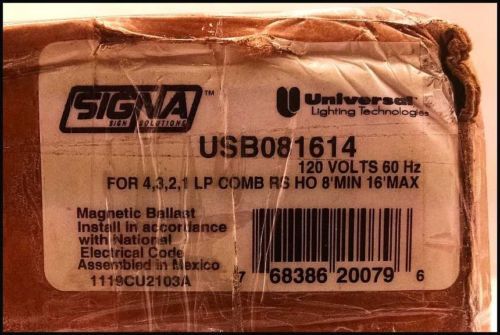 SIGNA™
SIGN SOLUTIONS
Universal™
Lighting Technologies
USB081614
120 VOLTS 60 Hz
FOR 4,3,2,1 LP COMB RS HO 8'MIN 16'MAX
Magnetic Ballast
Install in accordance
with National
Electrical Code
Assembled in Mexico
1119CU2103A
7 68386 20079 6